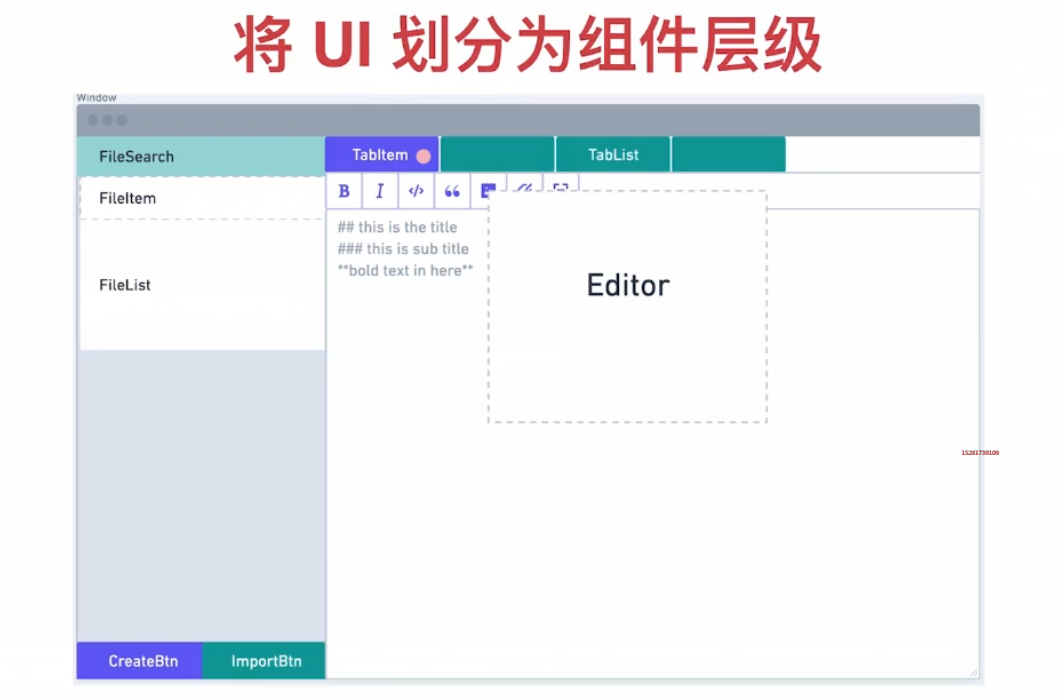 将 UI 划分为组件层级
Window
FileSearch
TabItem
TabList
FileItem
B I </> “
## this is the title
### this is sub title
**bold text in here**
FileList
Editor
15281739109
CreateBtn
ImportBtn